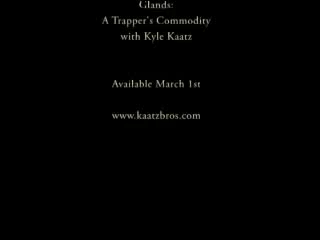 Glands:
A Trapper's Commodity
with Kyle Kaatz
Available March 1st
www.kaatzbros.com